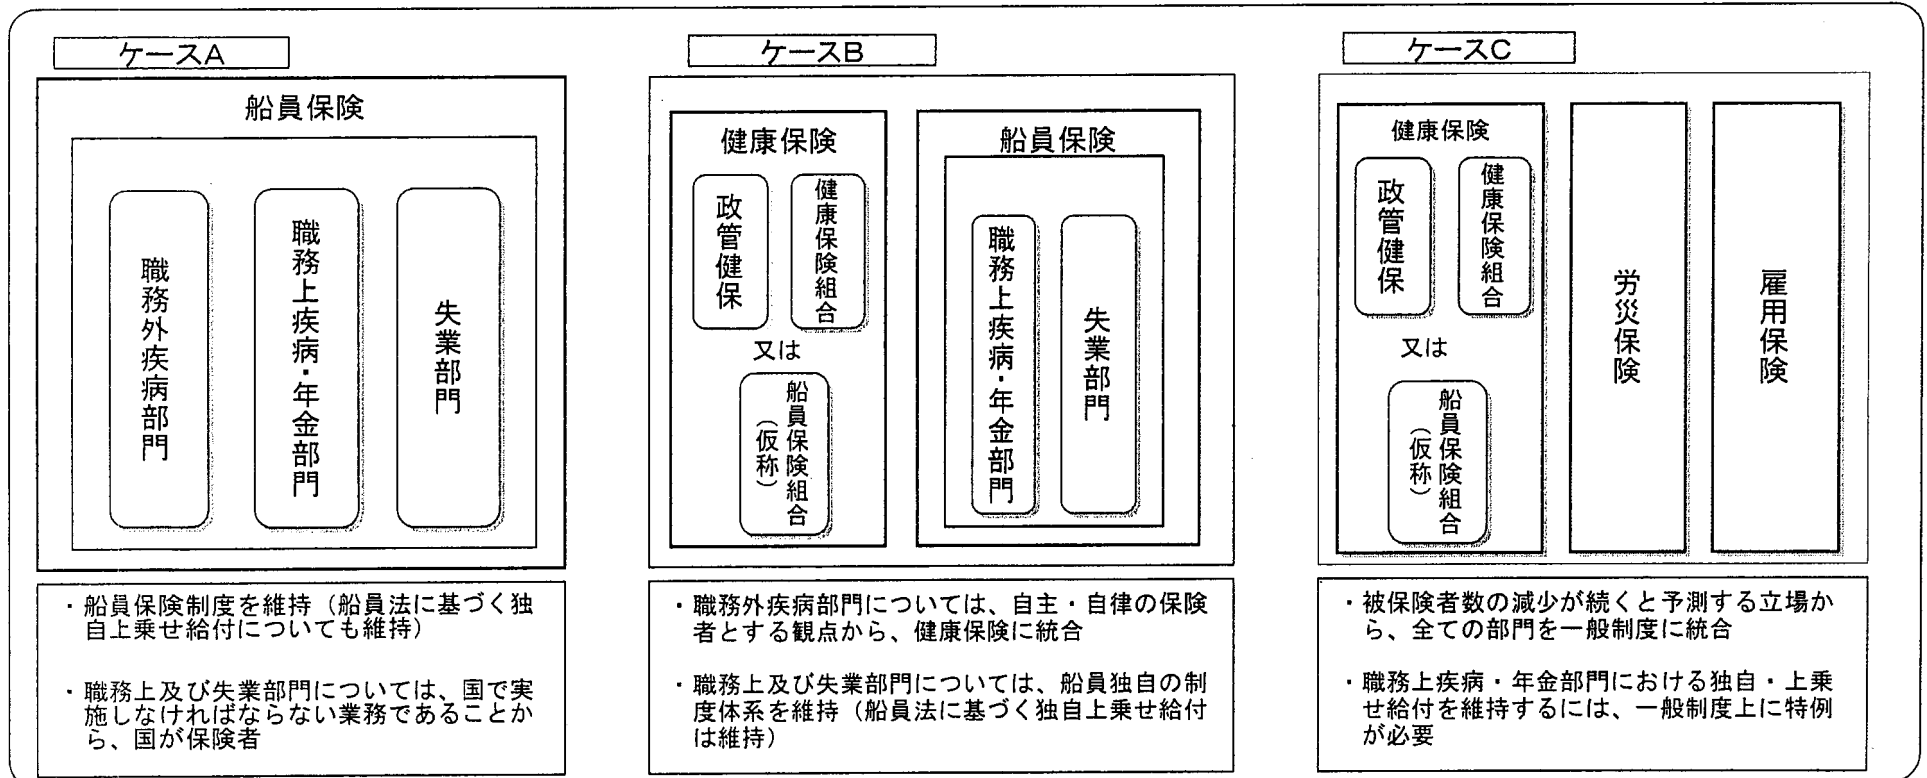 ケースA
船員保険
職務外疾病部門
職務上疾病・年金部門
失業部門
・船員保険制度を維持（船員法に基づく独
自上乗せ給付についても維持）
・職務上及び失業部門については、国で実
施しなければならない業務であることか
ら、国が保険者
ケースB
健康保険
政管健保
健康保険組合
又は
船員保険組合
（仮称）
船員保険
職務上疾病・年金部門
失業部門
・職務外疾病部門については、自主・自律の保険
者とする観点から、健康保険に統合
・職務上及び失業部門については、船員独自の制
度体系を維持（船員法に基づく独自上乗せ給付
は維持）
ケースC
健康保険
政管健保
健康保険組合
又は
船員保険組合
（仮称）
労災保険
雇用保険
・被保険者数の減少が続くと予測する立場か
ら、全ての部門を一般制度に統合
・職務上疾病・年金部門における独自・上乗
せ給付を維持するには、一般制度上に特例
が必要